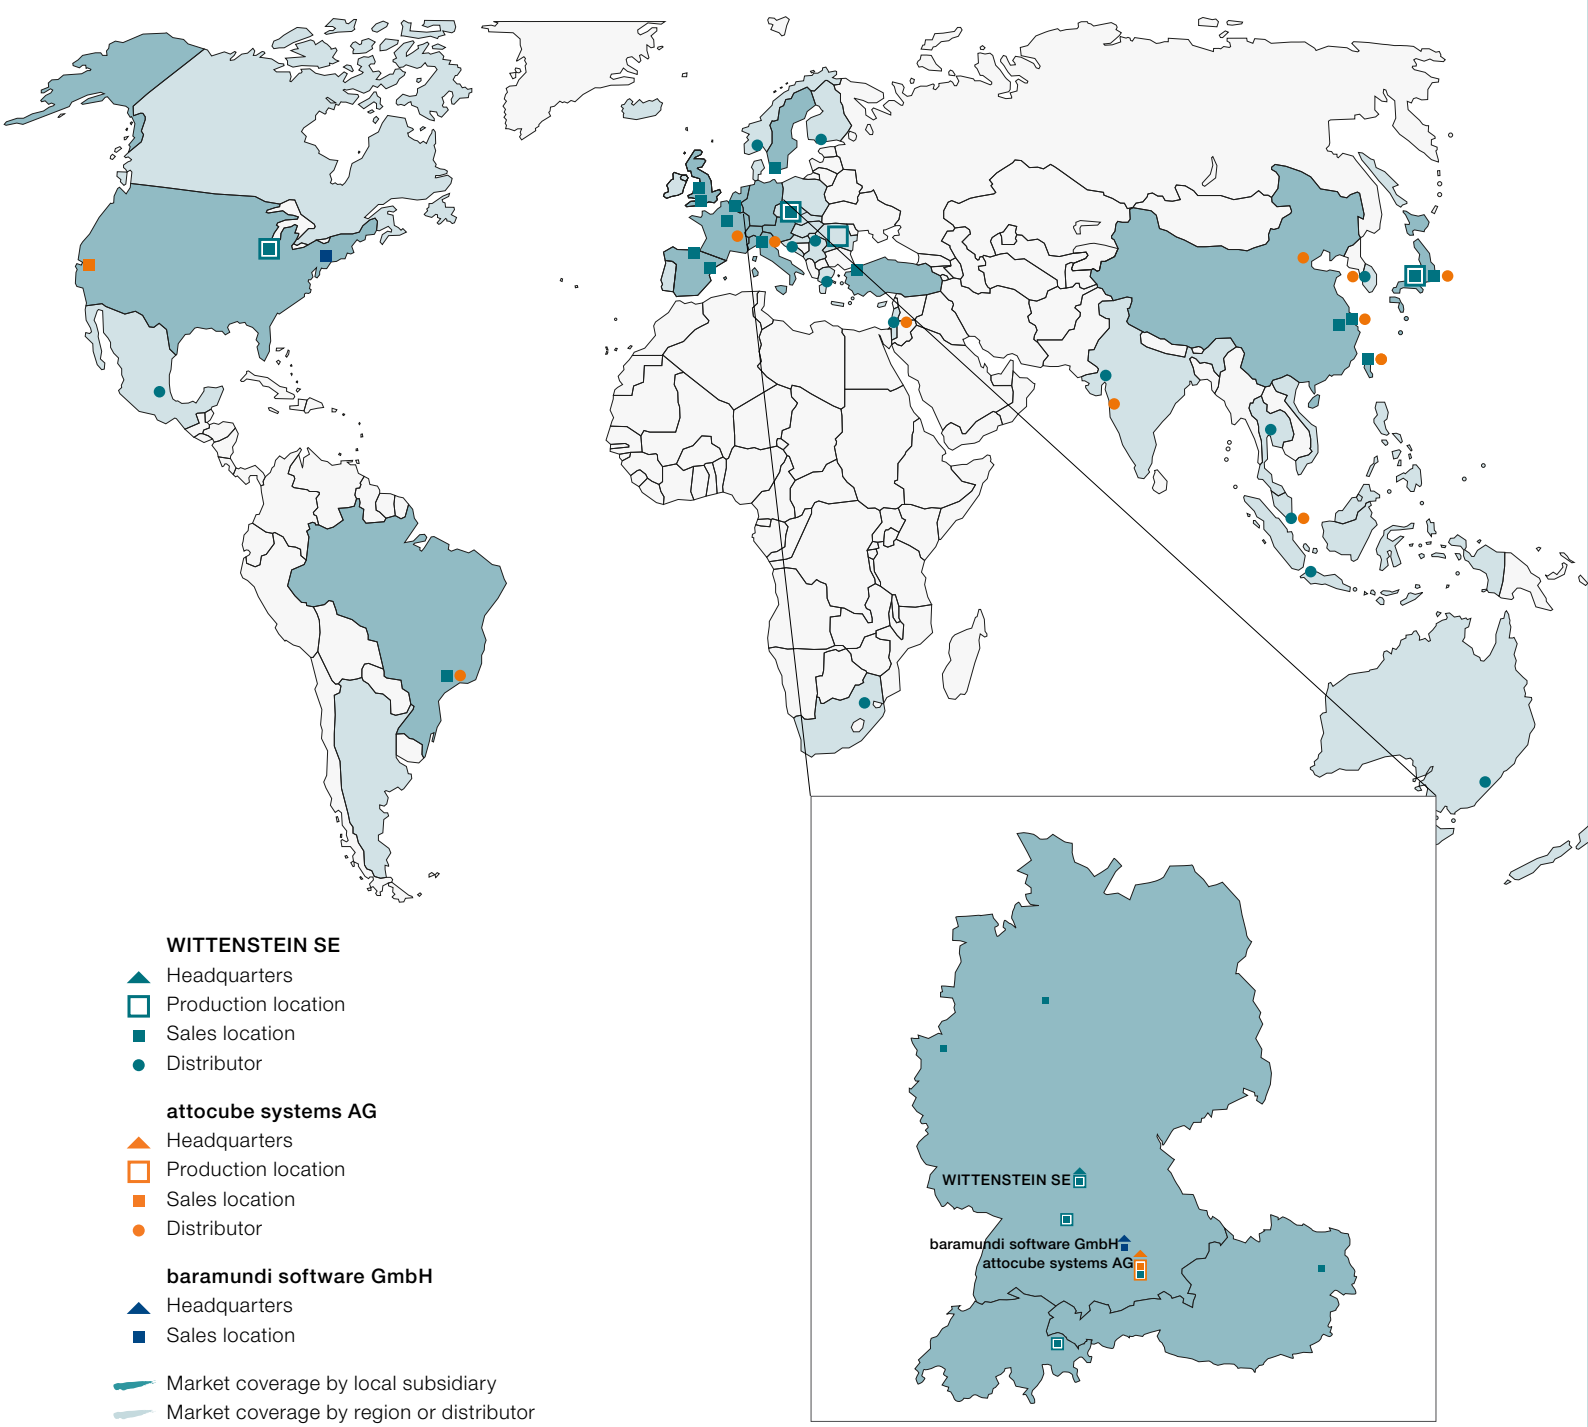 WITTENSTEIN SE
Headquarters
Production location
Sales location
Distributor
attocube systems AG
Headquarters
Production location
Sales location
Distributor
baramundi software GmbH
Headquarters
Sales location
Market coverage by local subsidiary
Market coverage by region or distributor
WITTENSTEIN SE
baramundi software GmbH
attocube systems AG